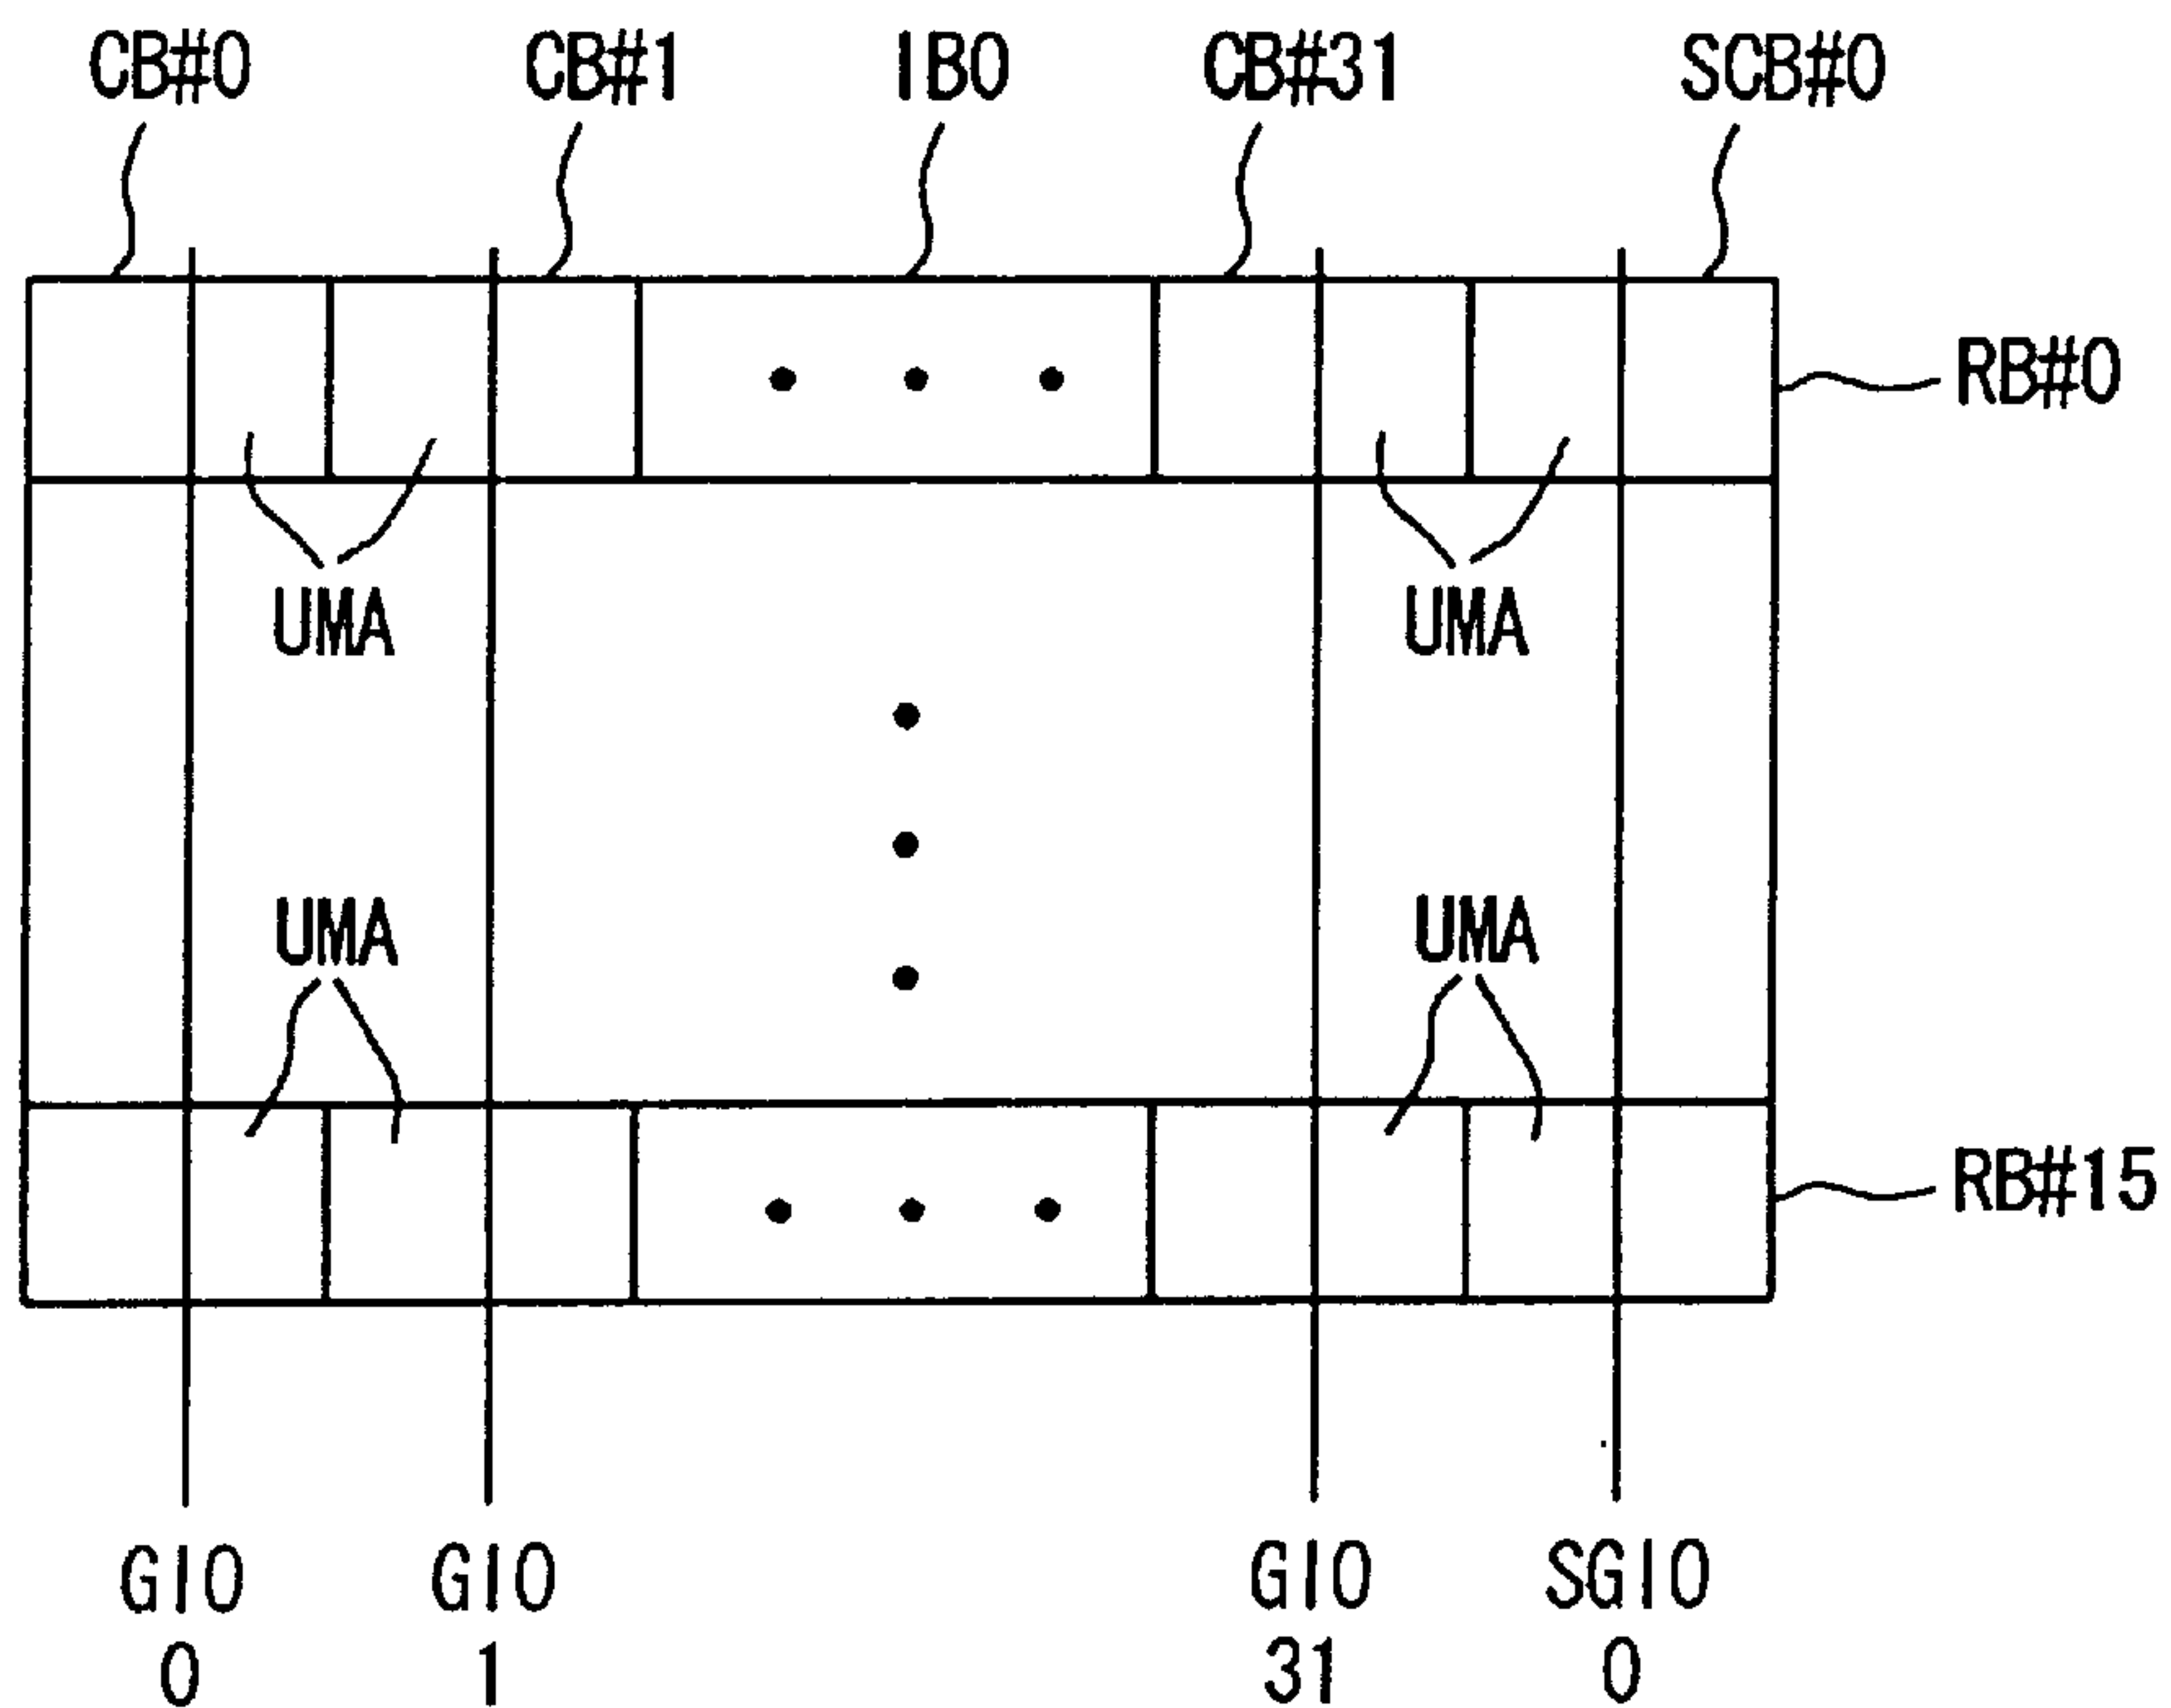 CB#0 CB#1 IB0 CB#31 SCB#0
RB#0
UMA UMA
UMA UMA
RB#15
GIO GIO GIO SGIO
0 1 31 0